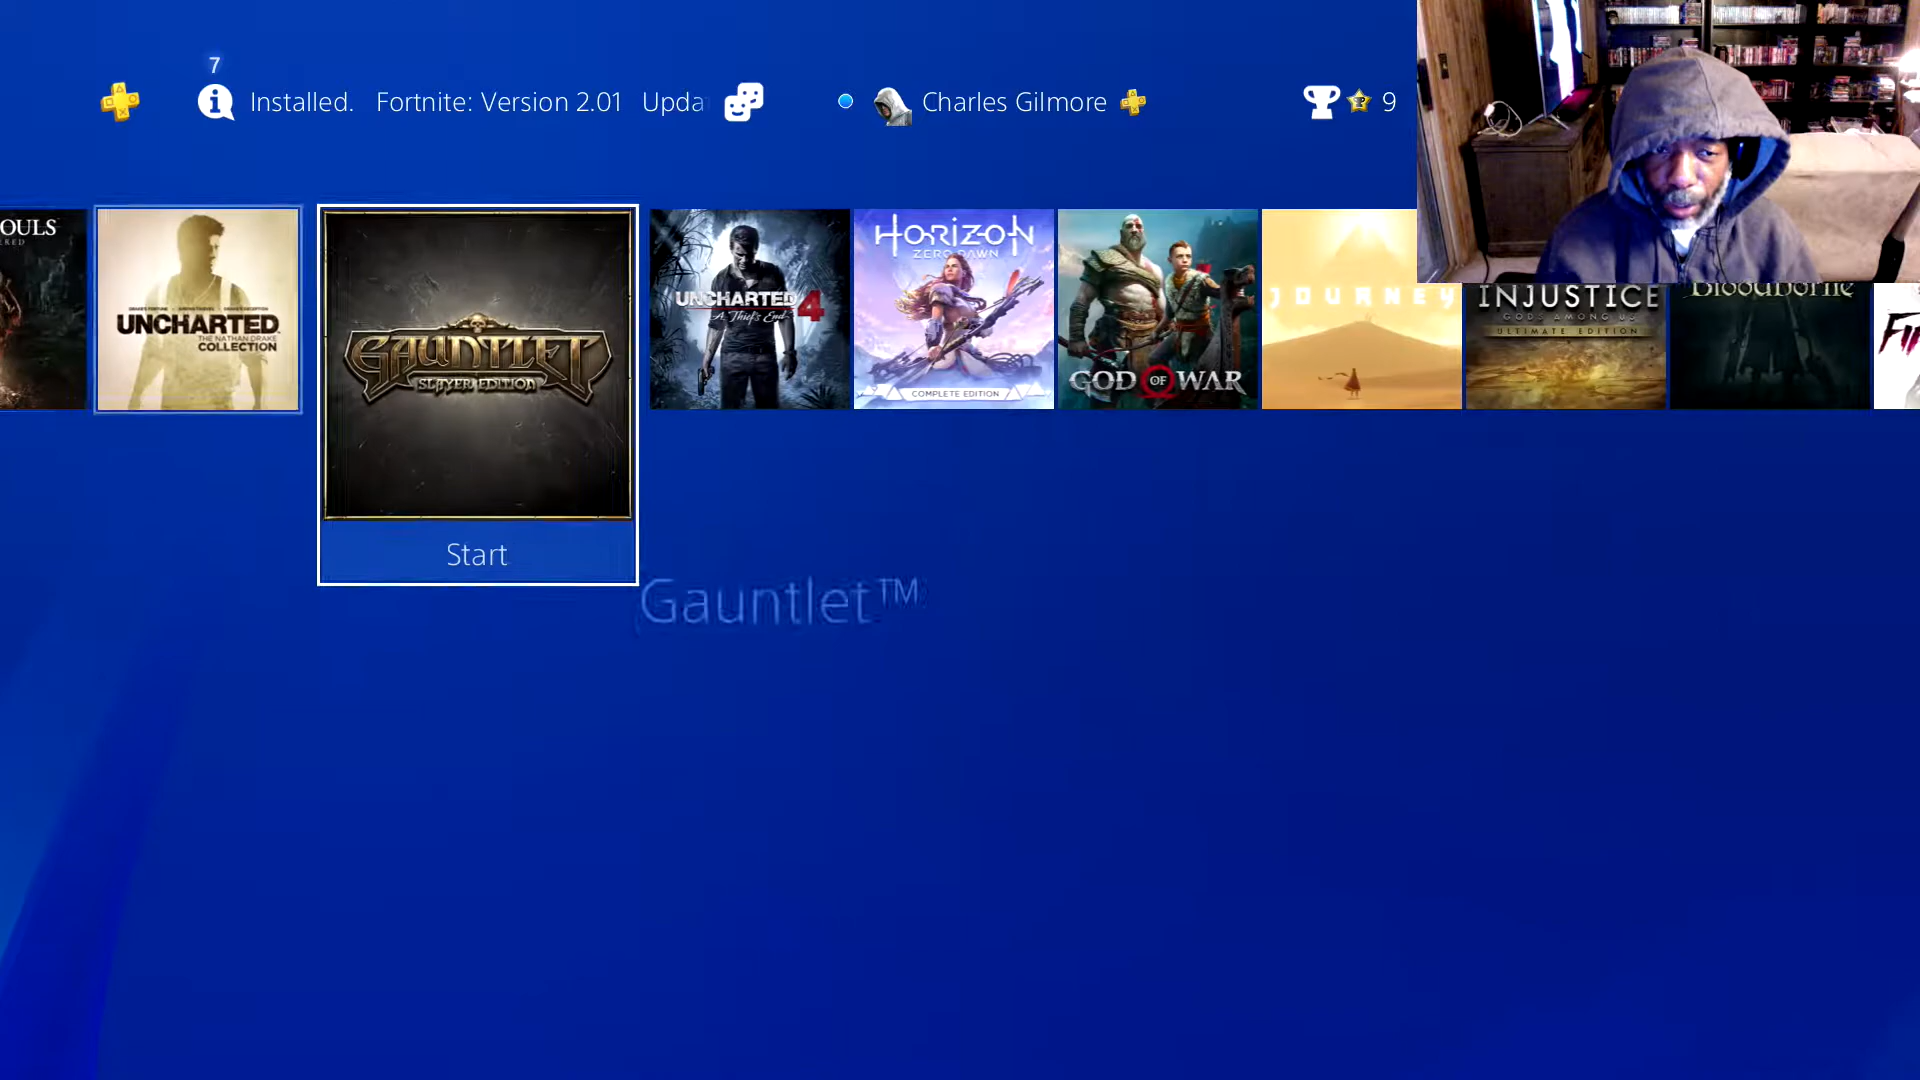 7
Installed. Fortnite: Version 2.01 Upda
Charles Gilmore
9
OULS
ERED
UNCHARTED
THE NATHAN DRAKE
COLLECTION
GAUNTLET
SLAYER EDITION
Start
Gauntlet™
UNCHARTED 4
A Thief's End
HORIZON
ZERO DAWN
COMPLETE EDITION
GOD OF WAR
JOURNEY
INJUSTICE
GODS AMONG US
ULTIMATE EDITION
Bloodborne